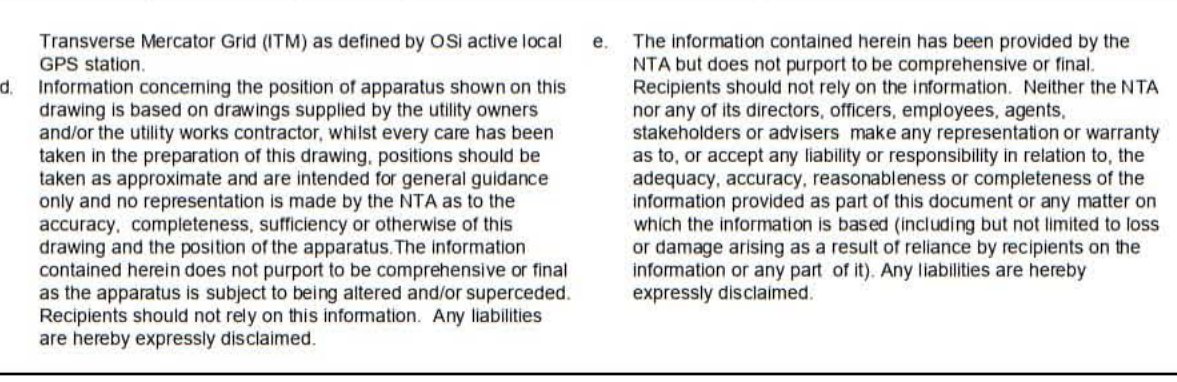 Transverse Mercator Grid (ITM) as defined by OSi active local
GPS station.
d. Information concerning the position of apparatus shown on this
drawing is based on drawings supplied by the utility owners
and/or the utility works contractor, whilst every care has been
taken in the preparation of this drawing, positions should be
taken as approximate and are intended for general guidance
only and no representation is made by the NTA as to the
accuracy, completeness, sufficiency or otherwise of this
drawing and the position of the apparatus. The information
contained herein does not purport to be comprehensive or final
as the apparatus is subject to being altered and/or superceded.
Recipients should not rely on this information. Any liabilities
are hereby expressly disclaimed.
e. The information contained herein has been provided by the
NTA but does not purport to be comprehensive or final.
Recipients should not rely on the information. Neither the NTA
nor any of its directors, officers, employees, agents,
stakeholders or advisers make any representation or warranty
as to, or accept any liability or responsibility in relation to, the
adequacy, accuracy, reasonableness or completeness of the
information provided as part of this document or any matter on
which the information is based (including but not limited to loss
or damage arising as a result of reliance by recipients on the
information or any part of it). Any liabilities are hereby
expressly disclaimed.